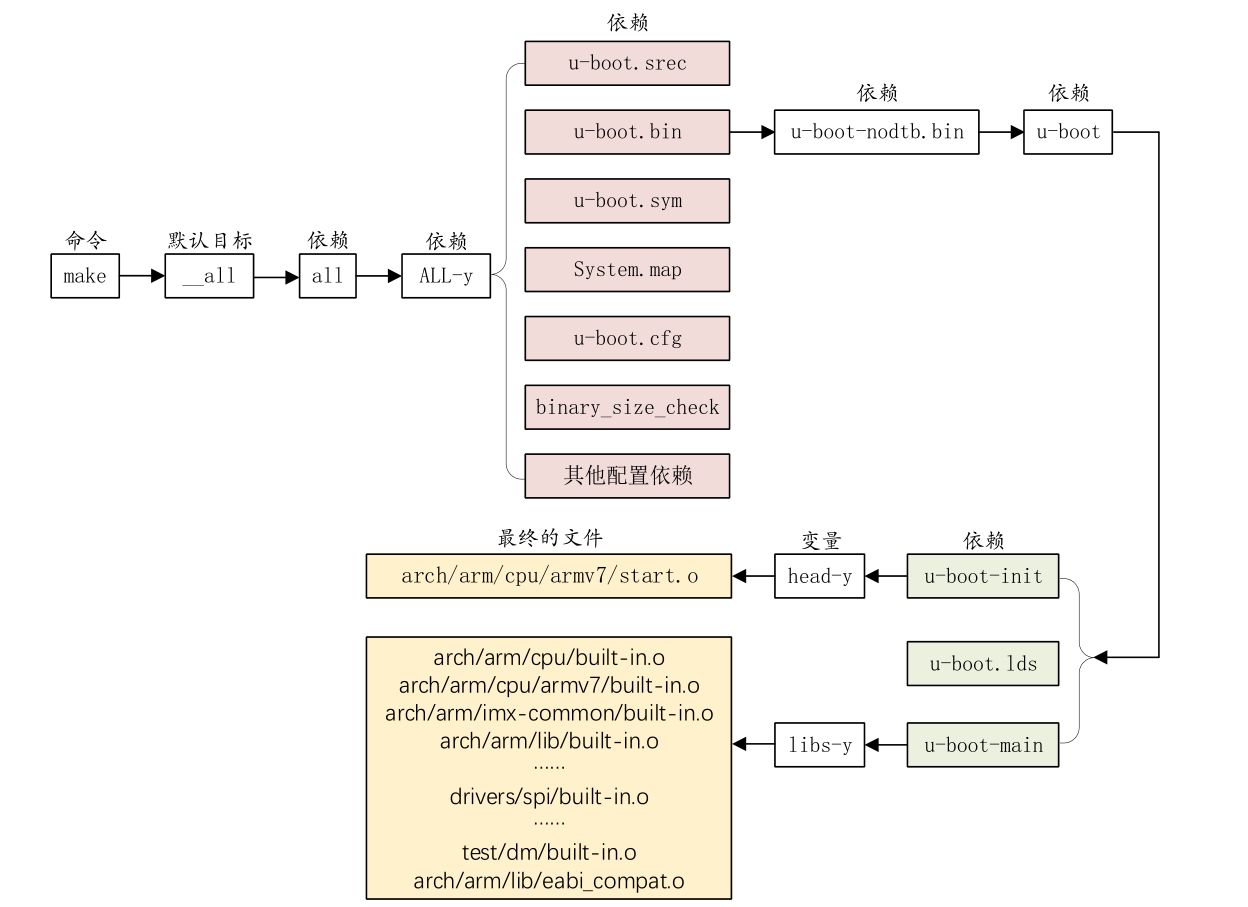 依赖
u-boot.srec
依赖
依赖
u-boot.bin
u-boot-nodtb.bin
u-boot
u-boot.sym
命令
默认目标
依赖
依赖
make
__all
all
ALL-y
System.map
u-boot.cfg
binary_size_check
其他配置依赖
最终的文件
变量
依赖
arch/arm/cpu/armv7/start.o
head-y
u-boot-init
u-boot.lds
arch/arm/cpu/built-in.o
arch/arm/cpu/armv7/built-in.o
arch/arm/imx-common/built-in.o
arch/arm/lib/built-in.o
······
drivers/spi/built-in.o
······
test/dm/built-in.o
arch/arm/lib/eabi_compat.o
libs-y
u-boot-main